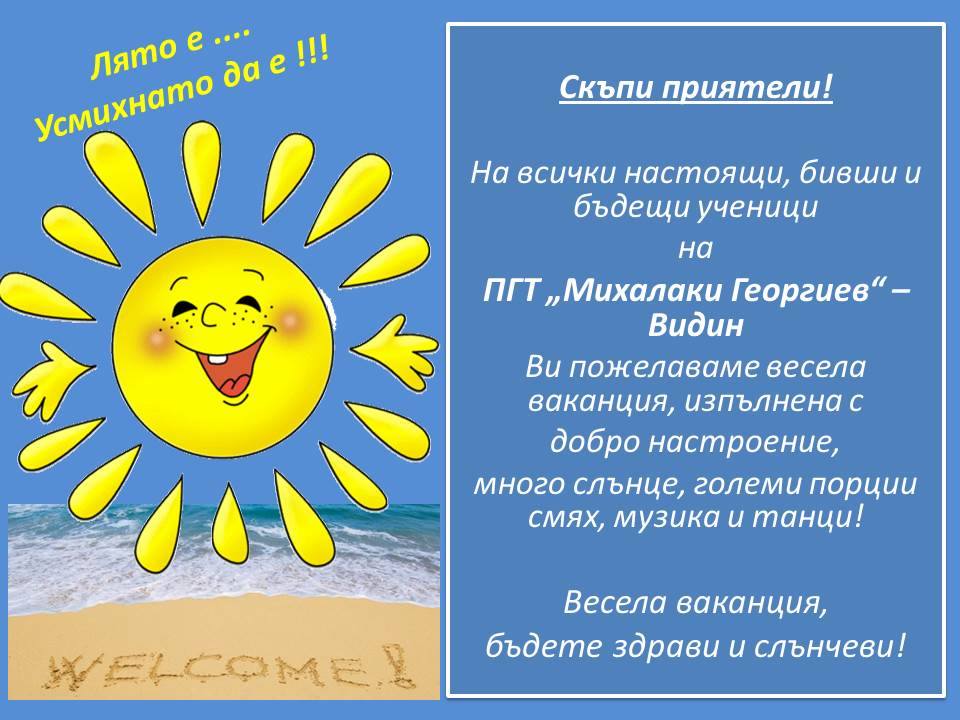 Лято е ....
Усмихнато да е !!!
Скъпи приятели!
На всички настоящи, бивши и
бъдещи ученици
на
ПГТ „Михалаки Георгиев“ –
Видин
Ви пожелаваме весела
ваканция, изпълнена с
добро настроение,
много слънце, големи порции
смях, музика и танци!
Весела ваканция,
бъдете здрави и слънчеви!
WELCOME!